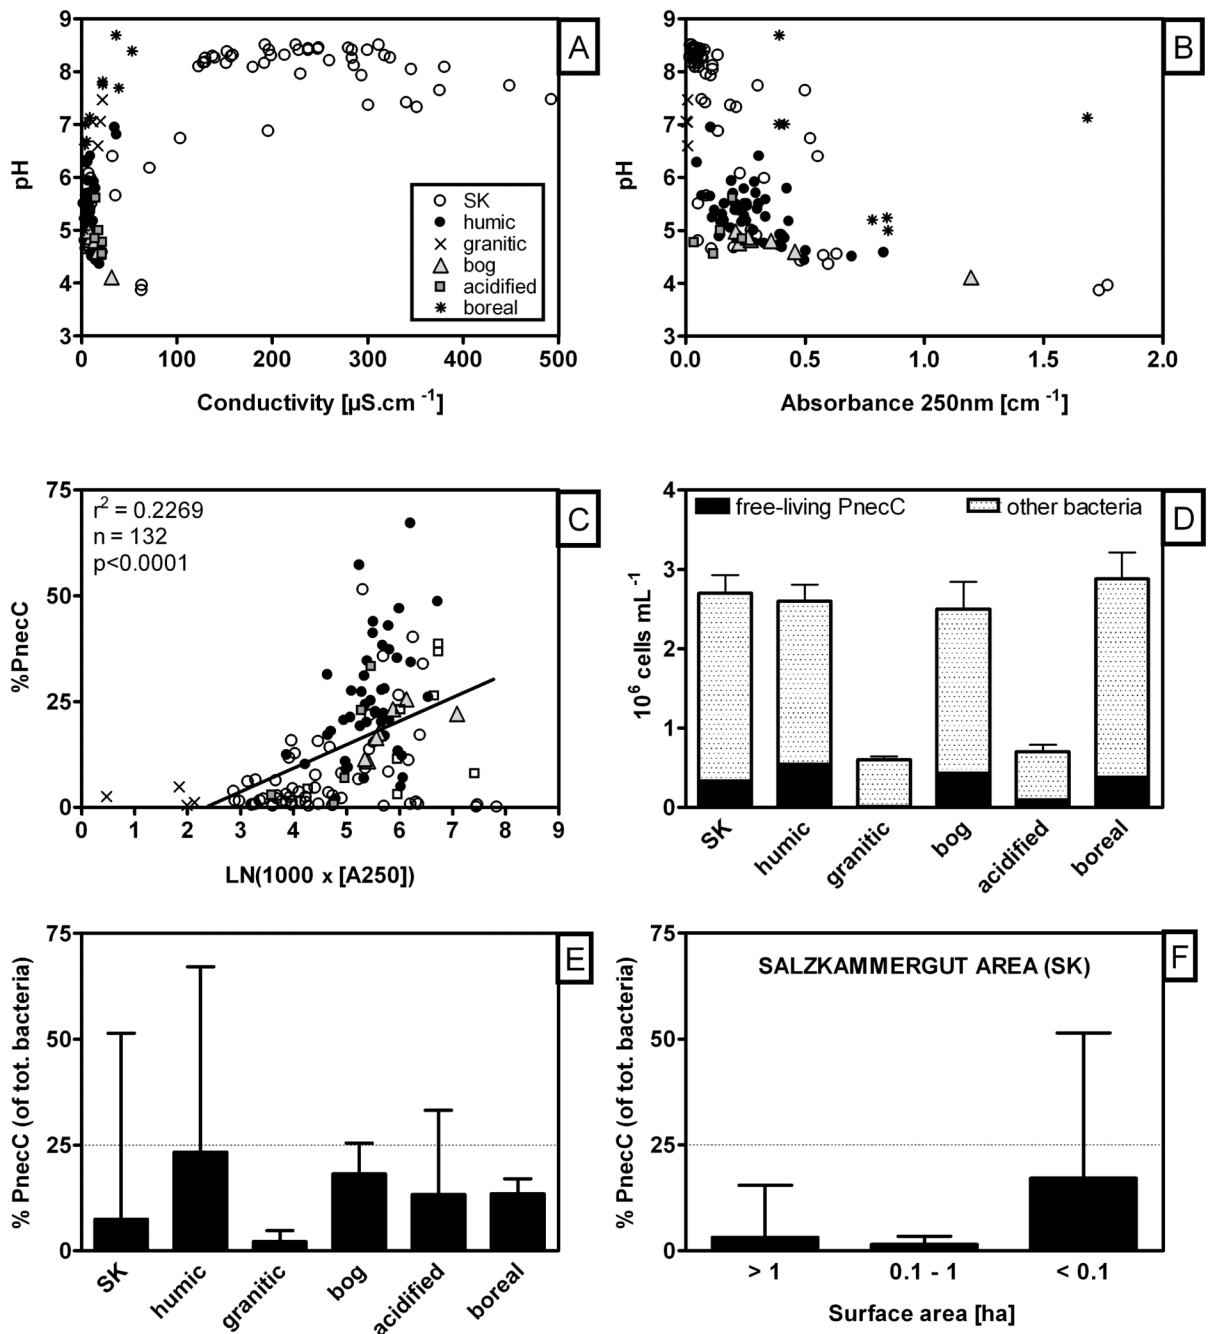 A
9
8
7
6
5
4
3
pH
0 100 200 300 400 500
Conductivity [µS.cm -1]
SK
humic
granitic
bog
acidified
boreal
B
9
8
7
6
5
4
3
pH
0.0 0.5 1.0 1.5 2.0
Absorbance 250nm [cm -1]
C
75
50
25
0
%PnecC
r2 = 0.2269
n = 132
p<0.0001
0 1 2 3 4 5 6 7 8 9
LN(1000 x [A250])
D
4
3
2
1
0
106 cells mL-1
free-living PnecC other bacteria
SK humic granitic bog acidified boreal
E
75
50
25
0
% PnecC (of tot. bacteria)
SK humic granitic bog acidified boreal
F
75
50
25
0
% PnecC (of tot. bacteria)
SALZKAMMERGUT AREA (SK)
> 1 0.1 - 1 < 0.1
Surface area [ha]